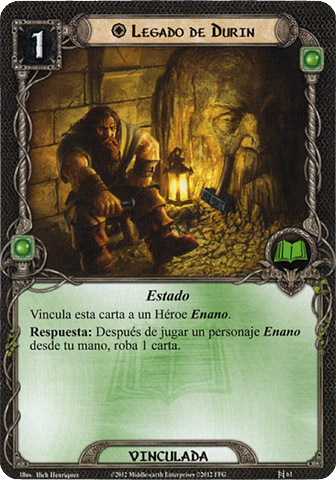 1
Legado de Durin
Estado
Vincula esta carta a un Héroe Enano.
Respuesta: Después de jugar un personaje Enano
desde tu mano, roba 1 carta.
Illus. Hich Henriquez
©2012 Middle-earth Enterprises ©2012 FFG
61
VINCULADA